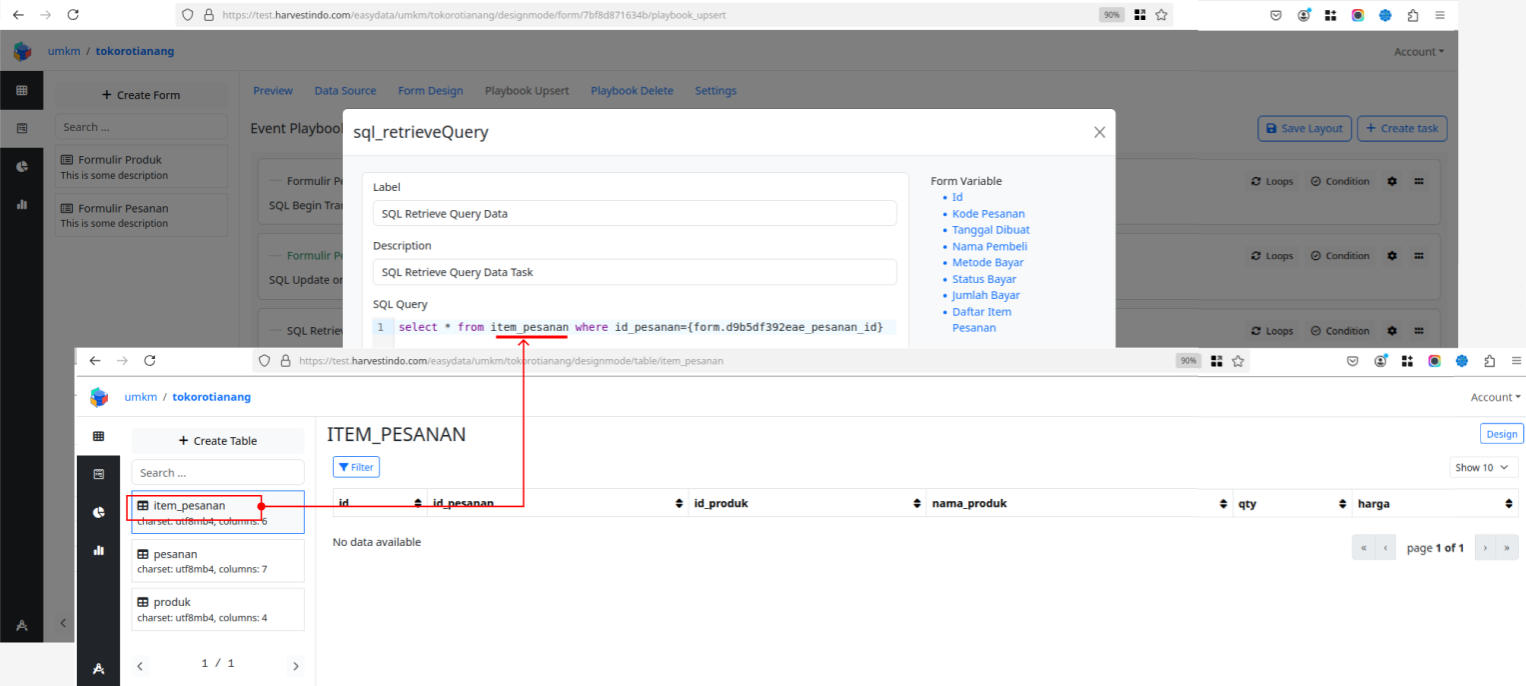 https://test.harvestindo.com/easydata/umkm/tokorotianang/designmode/form/7bf8d871634b/playbook_upsert
90%
umkm / tokorotianang
Account
+ Create Form
Search ...
Formulir Produk
This is some description
Formulir Pesanan
This is some description
Preview Data Source Form Design Playbook Upsert Playbook Delete Settings
Event Playboo
Save Layout
+ Create task
Formulir P
SQL Begin Tra
Loops Condition
Formulir P
SQL Update o
Loops Condition
SQL Retriev
Loops Condition
sql_retrieveQuery
Label
SQL Retrieve Query Data
Description
SQL Retrieve Query Data Task
SQL Query
1 select * from item_pesanan where id_pesanan={form.d9b5df392eae_pesanan_id}
Form Variable
• Id
• Kode Pesanan
• Tanggal Dibuat
• Nama Pembeli
• Metode Bayar
• Status Bayar
• Jumlah Bayar
• Daftar Item
Pesanan
https://test.harvestindo.com/easydata/umkm/tokorotianang/designmode/table/item_pesanan
90%
umkm / tokorotianang
Account
+ Create Table
Search ...
item_pesanan
charset: utf8mb4, columns: 6
pesanan
charset: utf8mb4, columns: 7
produk
charset: utf8mb4, columns: 4
1 / 1
ITEM_PESANAN
Design
Filter
Show 10
id id_pesanan id_produk nama_produk qty harga
No data available
« ‹ page 1 of 1 › »